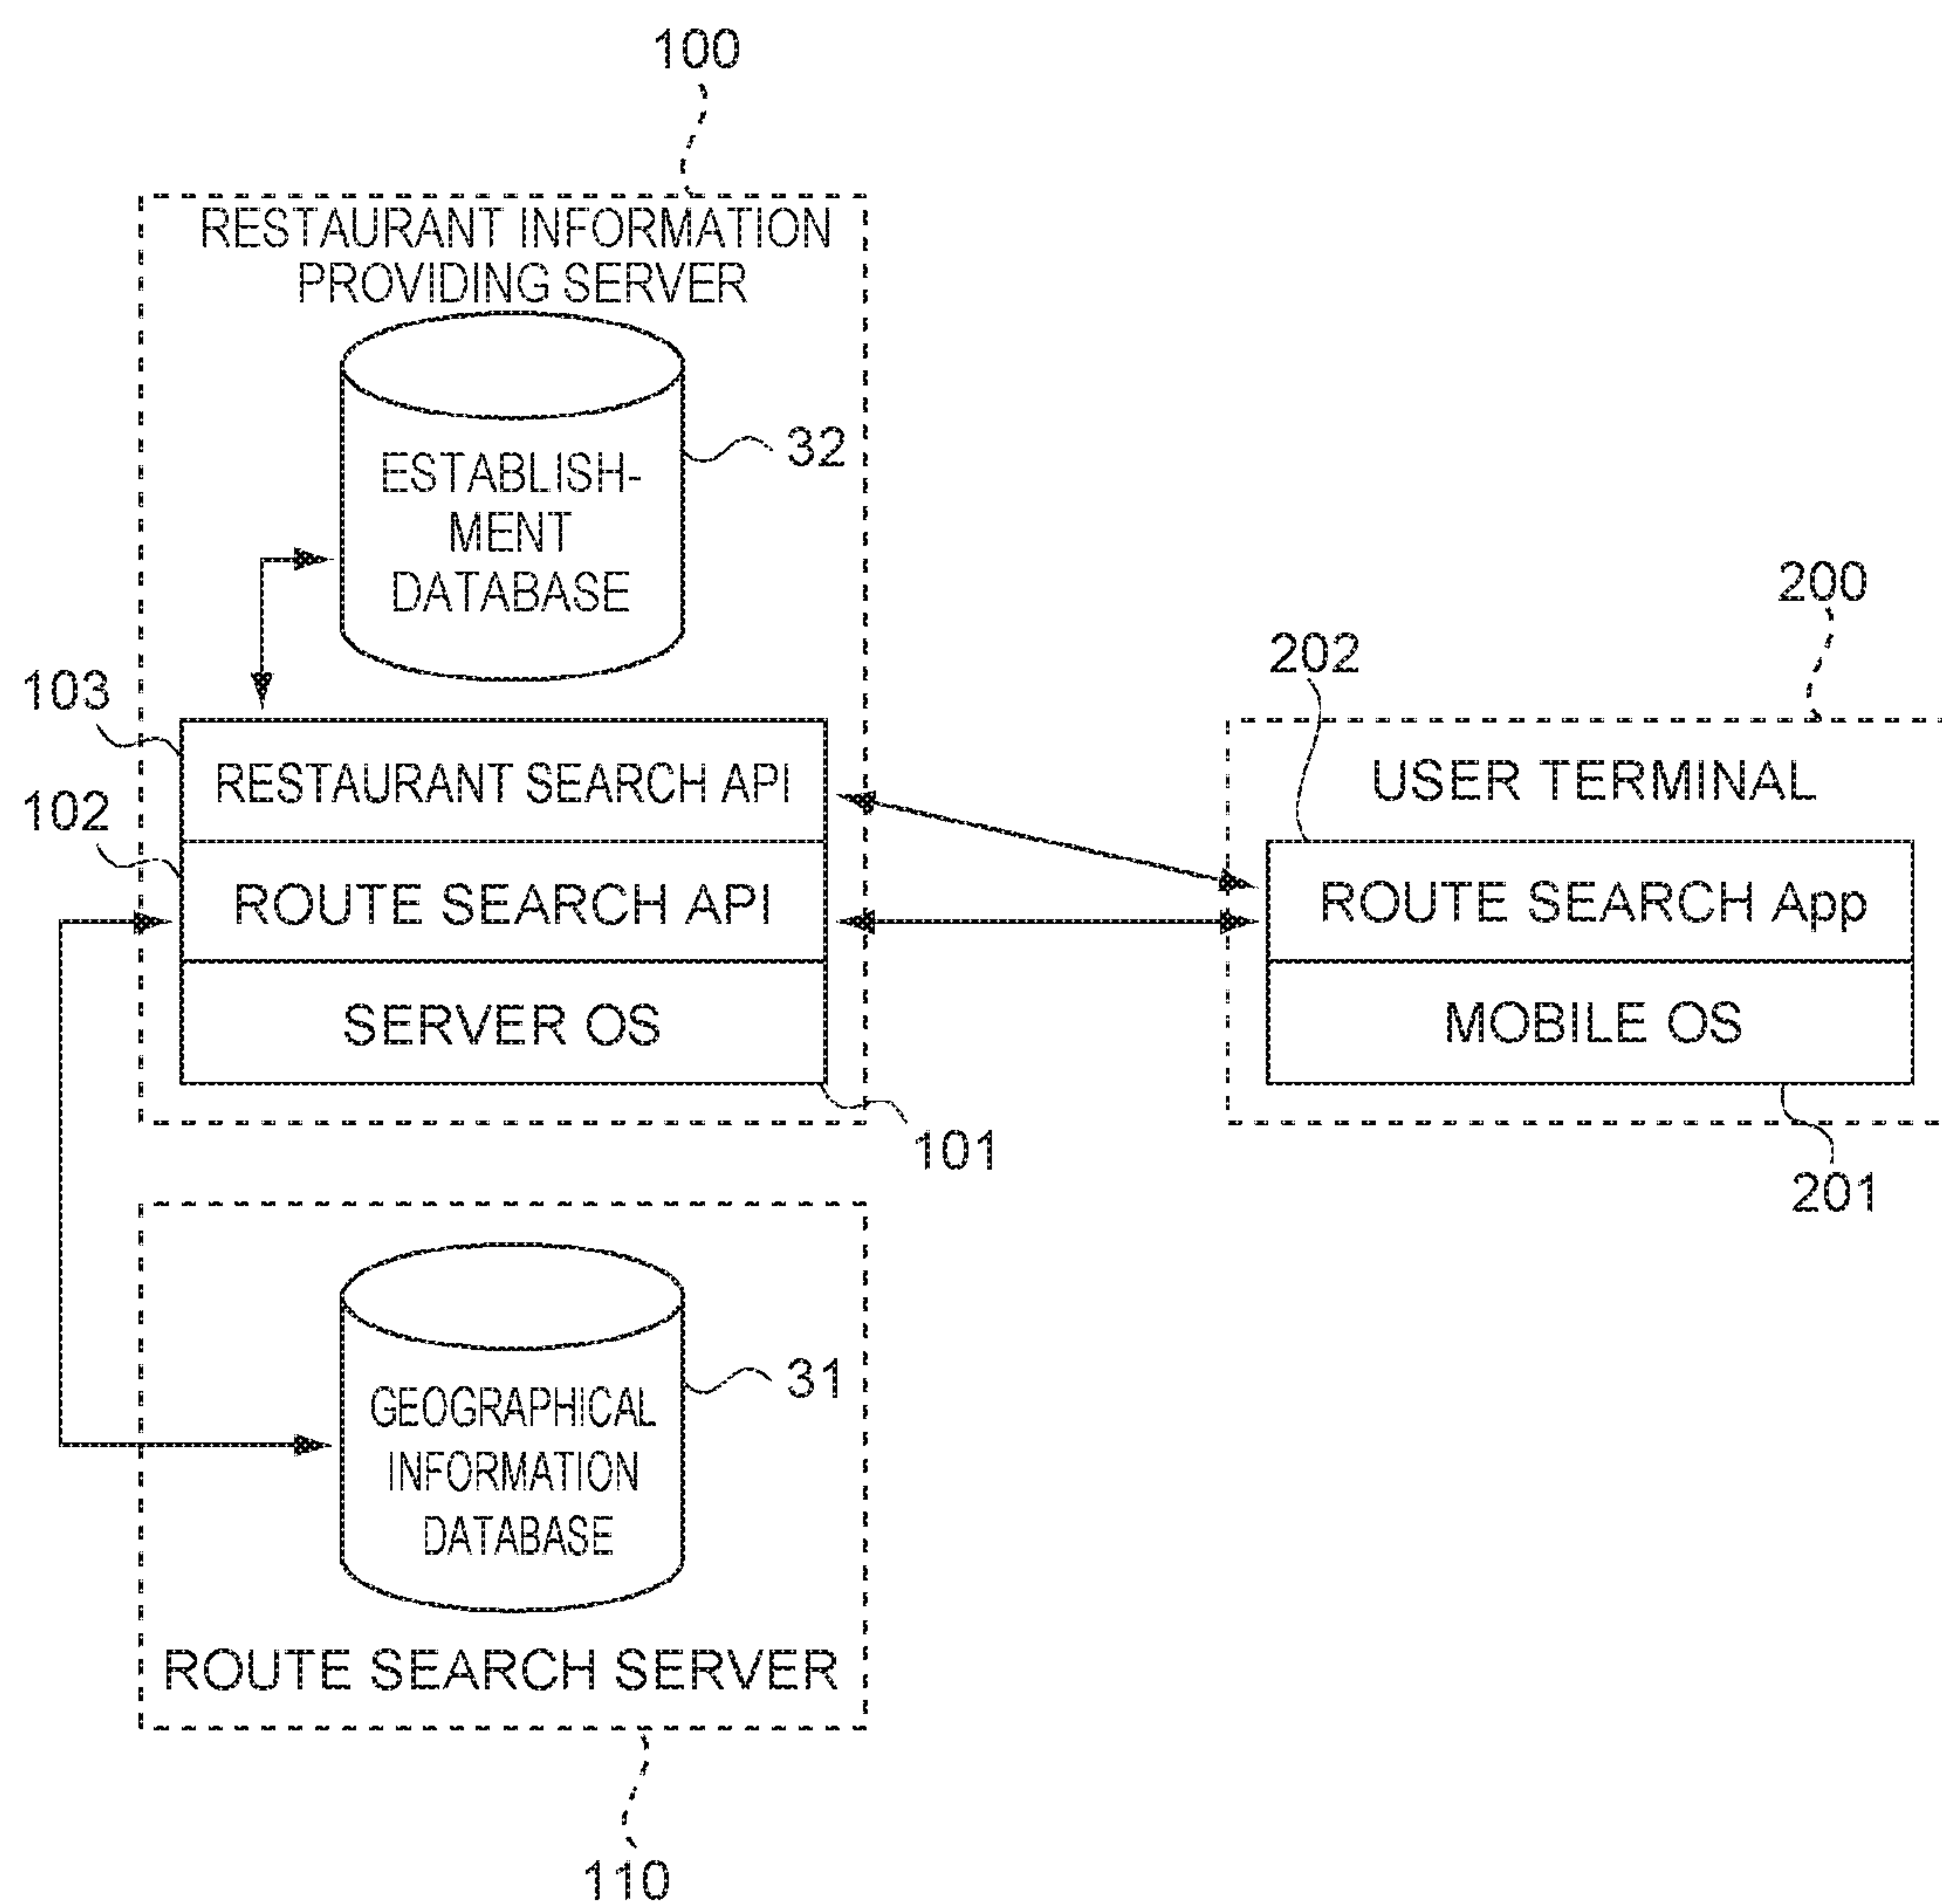 100
RESTAURANT INFORMATION
PROVIDING SERVER
32
ESTABLISH-
MENT
DATABASE
103
RESTAURANT SEARCH API
102
ROUTE SEARCH API
SERVER OS
101
200
202
USER TERMINAL
ROUTE SEARCH App
MOBILE OS
201
31
GEOGRAPHICAL
INFORMATION
DATABASE
ROUTE SEARCH SERVER
110